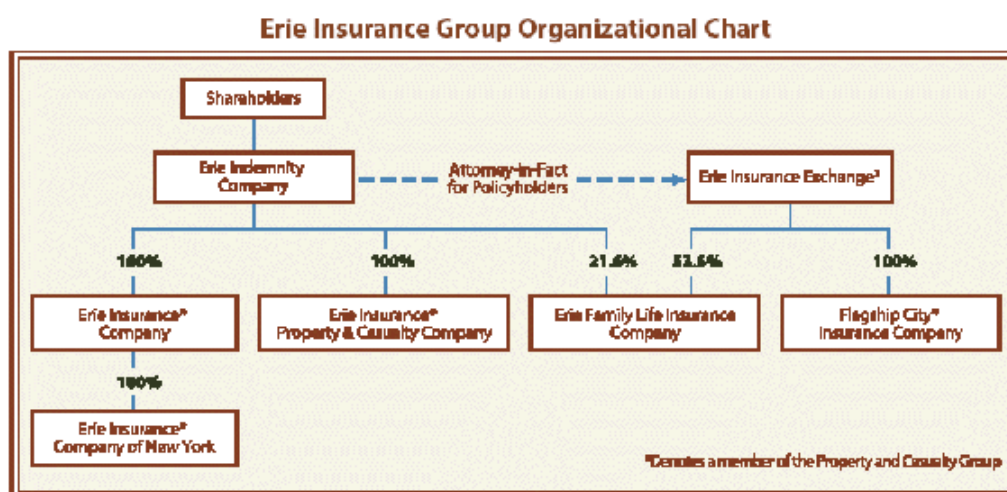 Erie Insurance Group Organizational Chart
Shareholders
Erie Indemnity
Company
Attorney-in-Fact
for Policyholders
Erie Insurance Exchange*
100%
100%
21.6%
53.5%
100%
Erie Insurance*
Company
Erie Insurance*
Property & Casualty Company
Erie Family Life Insurance
Company
Flagship City*
Insurance Company
100%
Erie Insurance*
Company of New York
*Denotes a member of the Property and Casualty Group